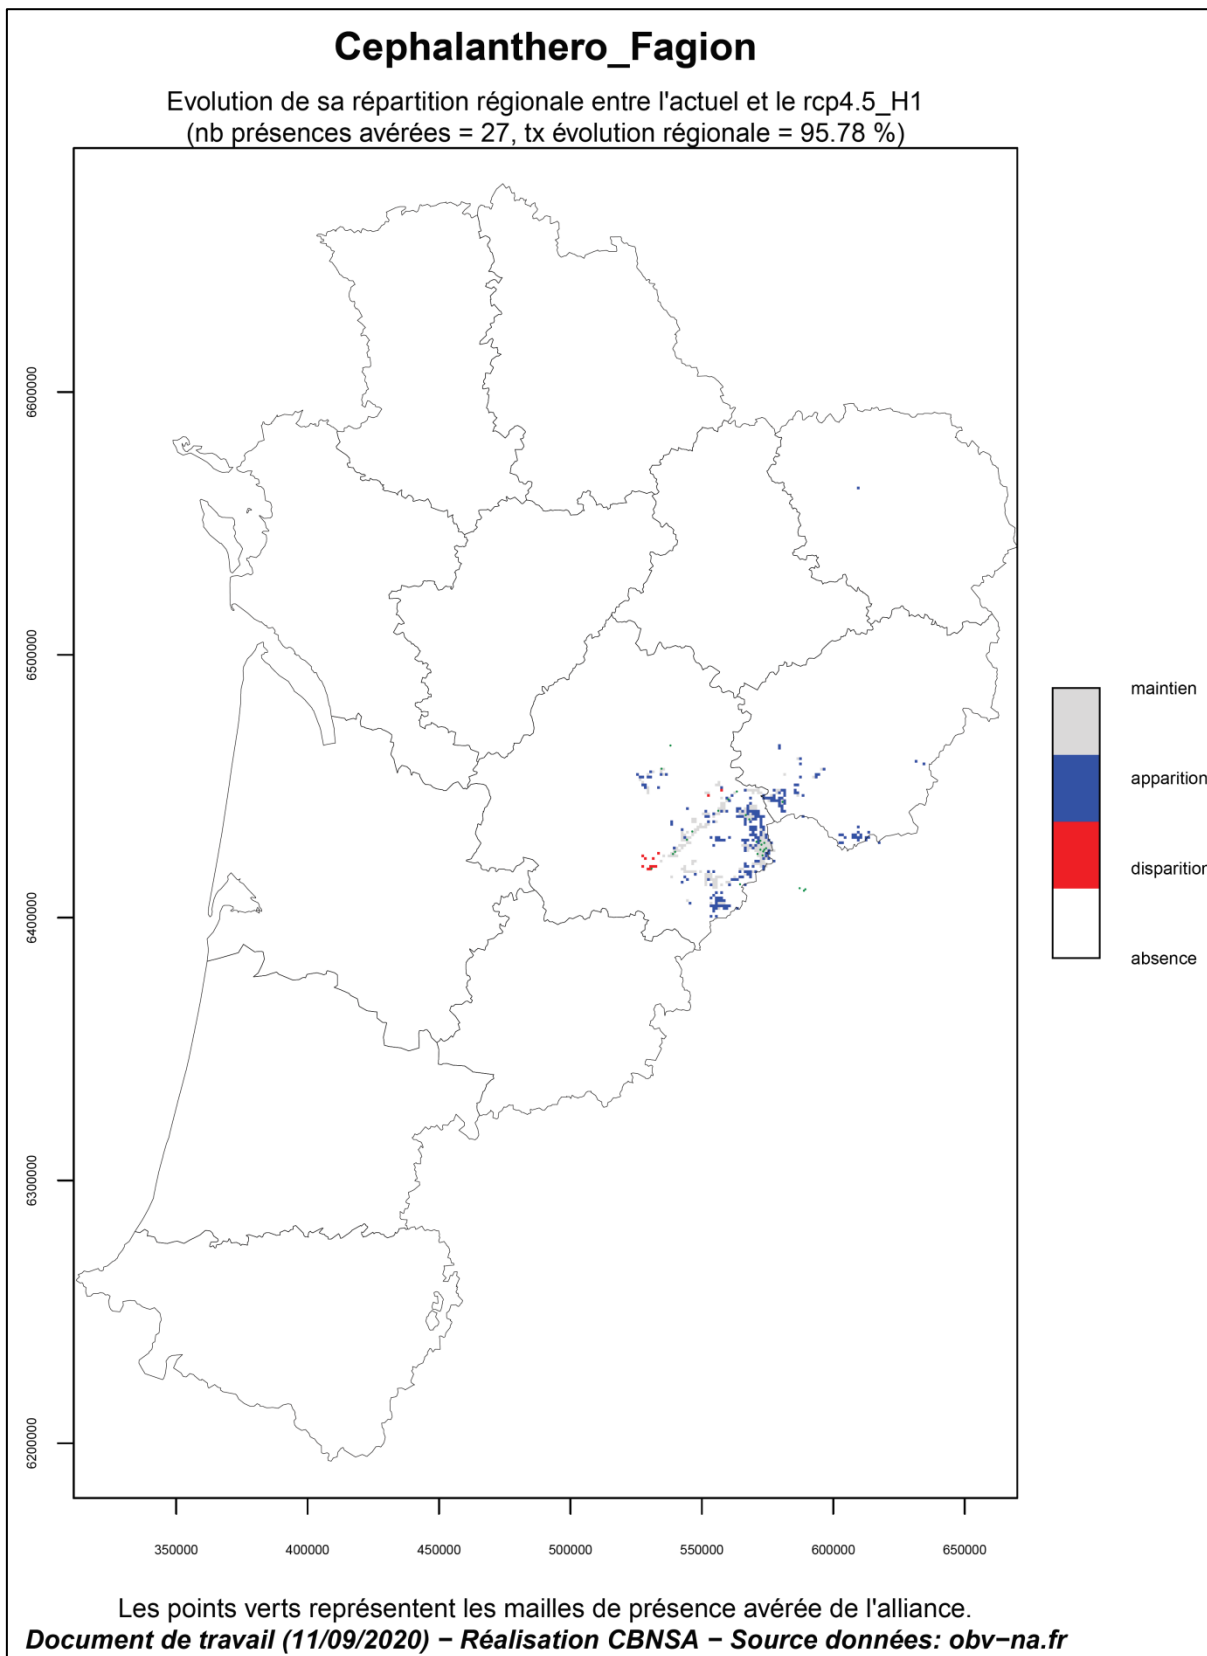 Cephalanthero_Fagion
Evolution de sa répartition régionale entre l'actuel et le rcp4.5_H1
(nb présences avérées = 27, tx évolution régionale = 95.78 %)
6600000
6500000
6400000
6300000
6200000
350000
400000
450000
500000
550000
600000
650000
maintien
apparition
disparition
absence
Les points verts représentent les mailles de présence avérée de l'alliance.
Document de travail (11/09/2020) − Réalisation CBNSA − Source données: obv−na.fr